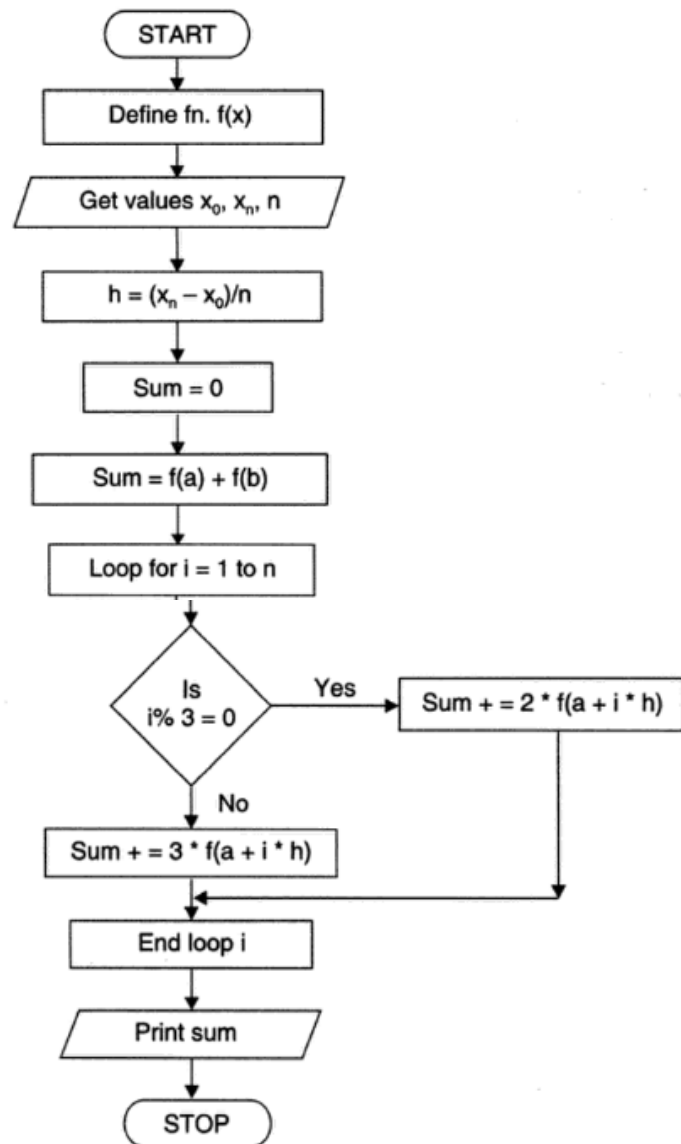 START
Define fn. f(x)
Get values x₀, xₙ, n
h = (xₙ – x₀)/n
Sum = 0
Sum = f(a) + f(b)
Loop for i = 1 to n
Is
i% 3 = 0
Yes
Sum + = 2 * f(a + i * h)
No
Sum + = 3 * f(a + i * h)
End loop i
Print sum
STOP